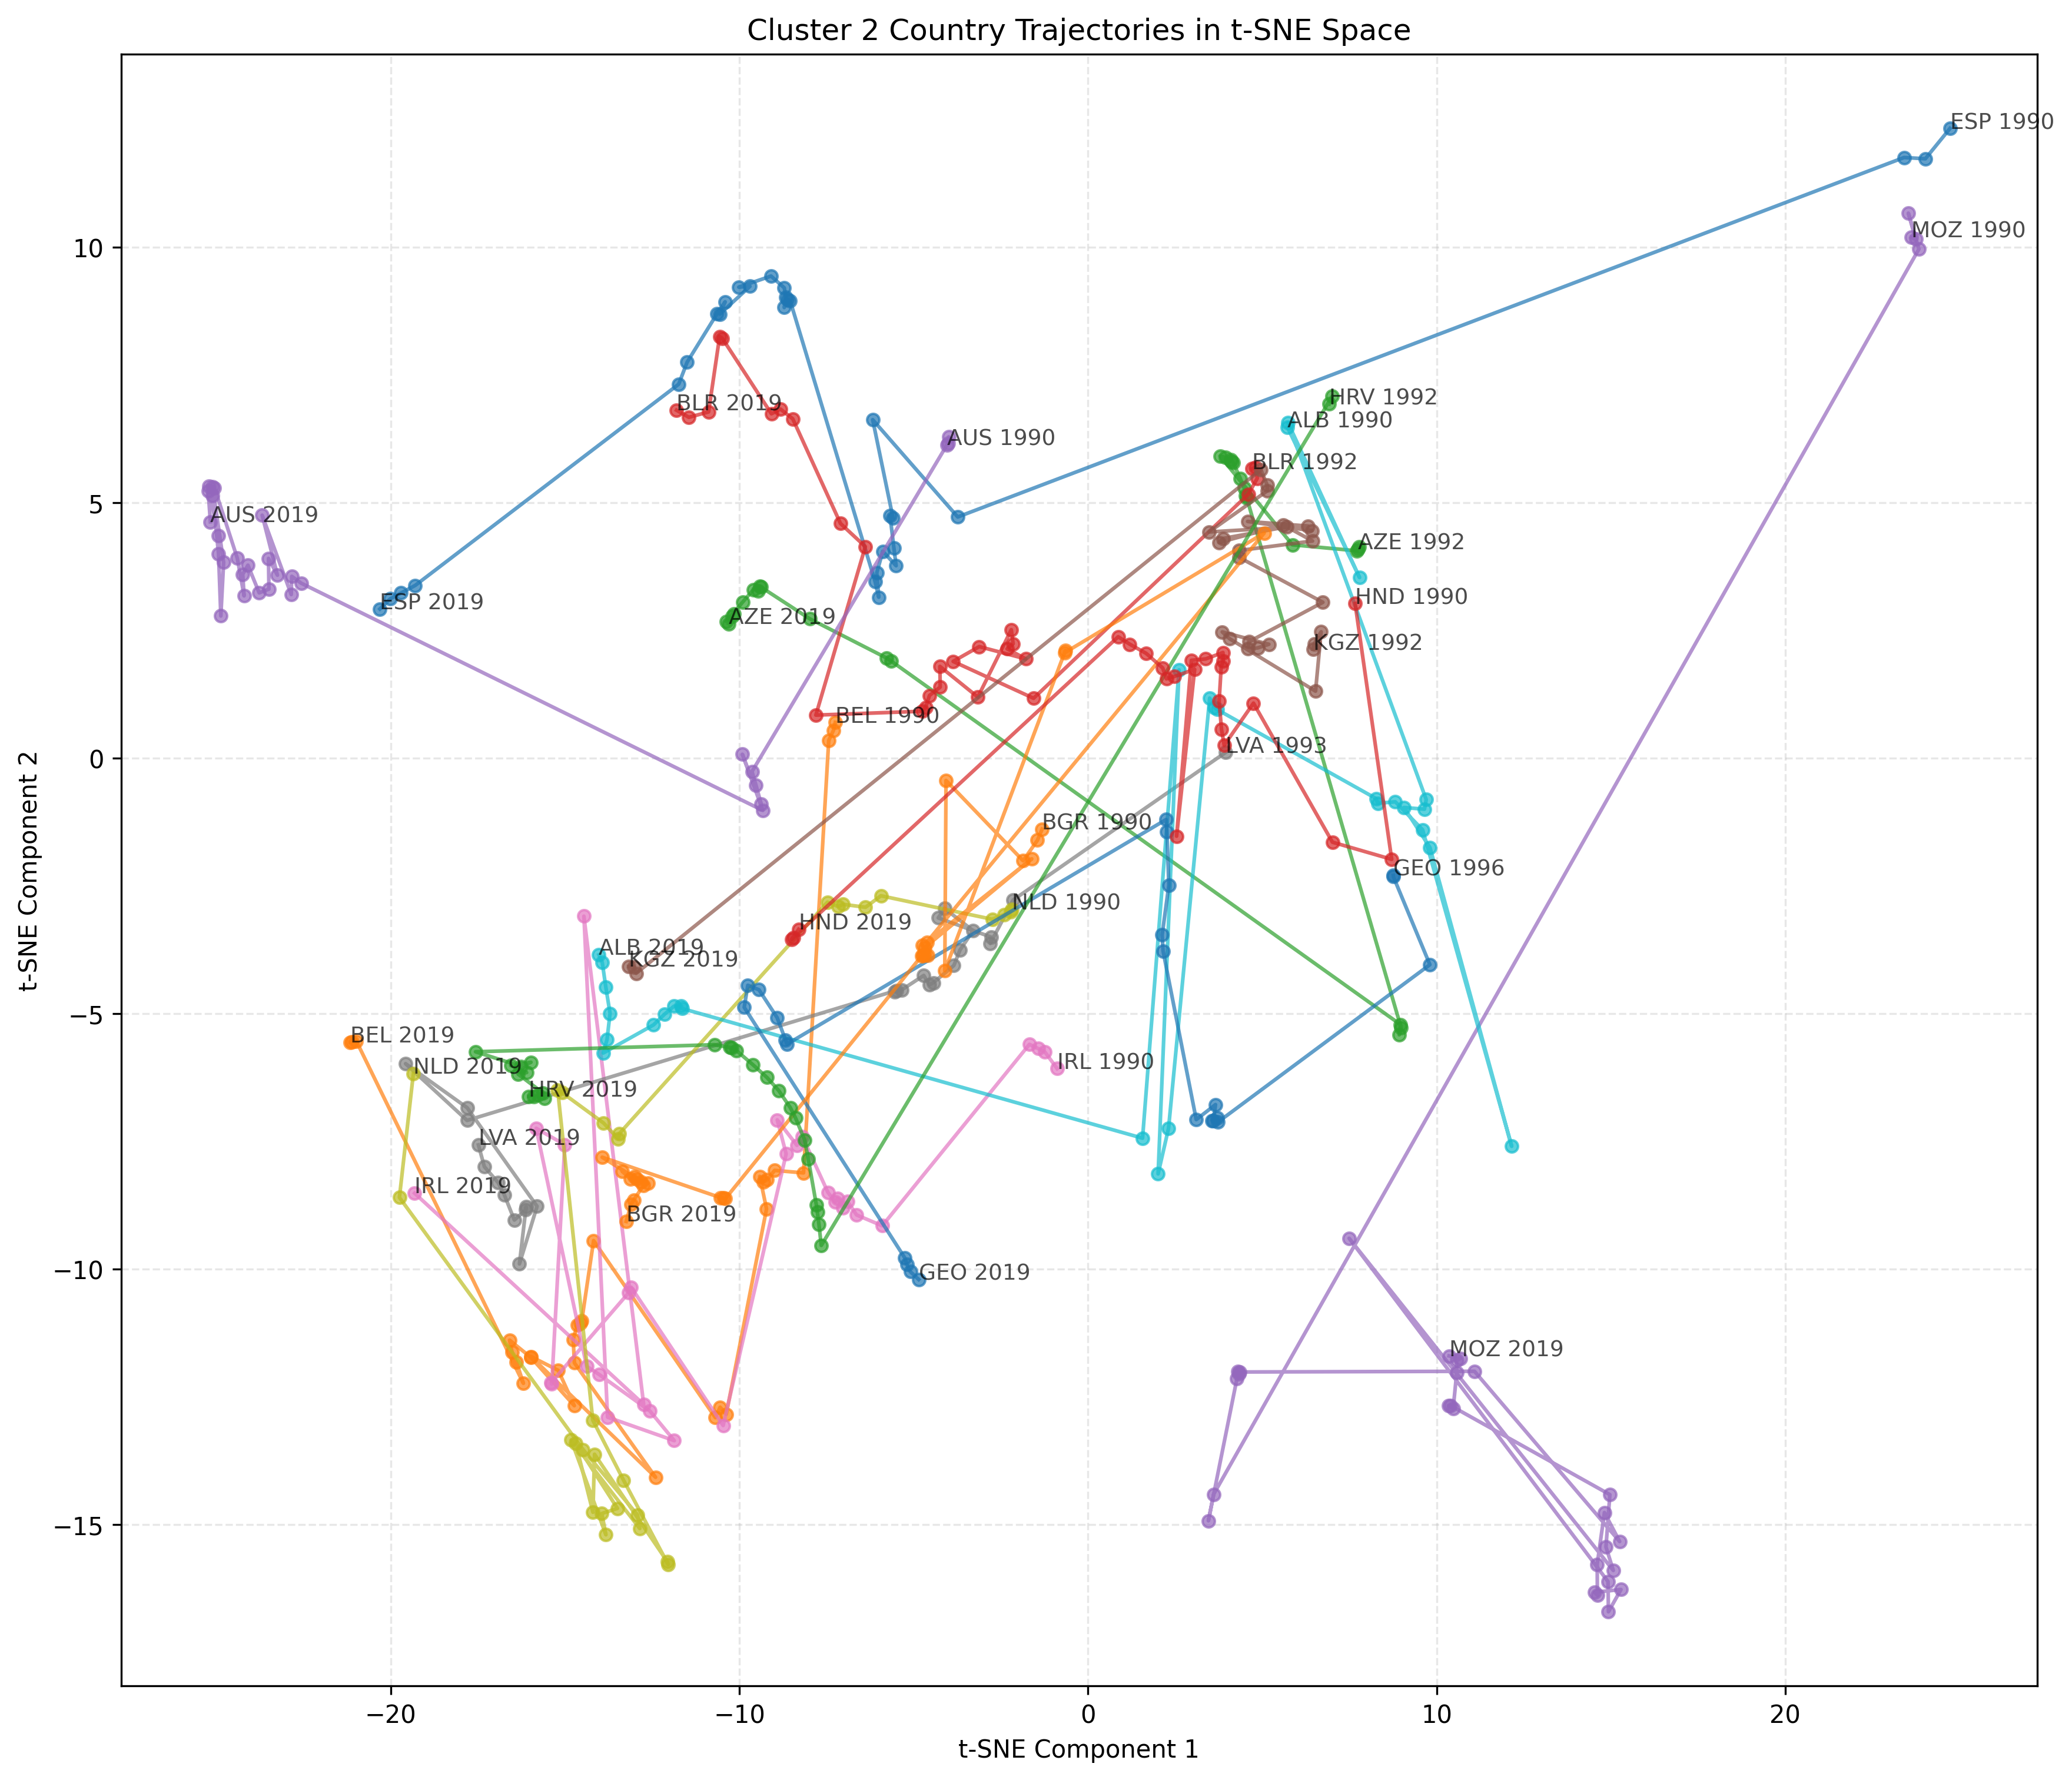 Cluster 2 Country Trajectories in t-SNE Space
ESP 1990
MOZ 1990
10
HRV 1992
BLR 2019
ALB 1990
AUS 1990
BLR 1992
AUS 2019
5
AZE 1992
ESP 2019
HND 1990
AZE 2019
KGZ 1992
BEL 1990
LVA 1993
0
BGR 1990
GEO 1996
NLD 1990
HND 2019
ALB 2019
KGZ 2019
−5
BEL 2019
NLD 2019
IRL 1990
HRV 2019
LVA 2019
IRL 2019
BGR 2019
−10
GEO 2019
MOZ 2019
−15
−20
−10
0
10
20
t-SNE Component 1
t-SNE Component 2